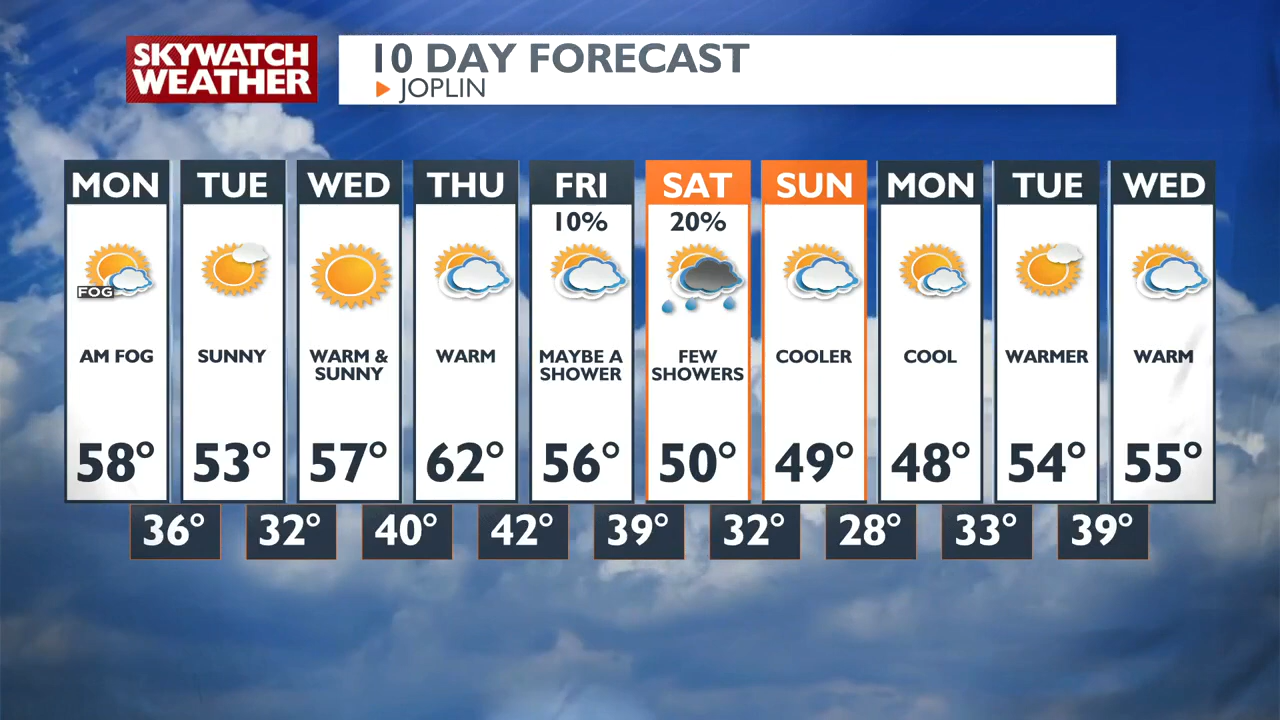 SKYWATCH
WEATHER
10 DAY FORECAST
JOPLIN
MON TUE WED THU FRI SAT SUN MON TUE WED
10% 20%
FOG
AM FOG SUNNY WARM & WARM MAYBE A FEW COOLER COOL WARMER WARM
SUNNY SHOWER SHOWERS
58° 53° 57° 62° 56° 50° 49° 48° 54° 55°
36° 32° 40° 42° 39° 32° 28° 33° 39°